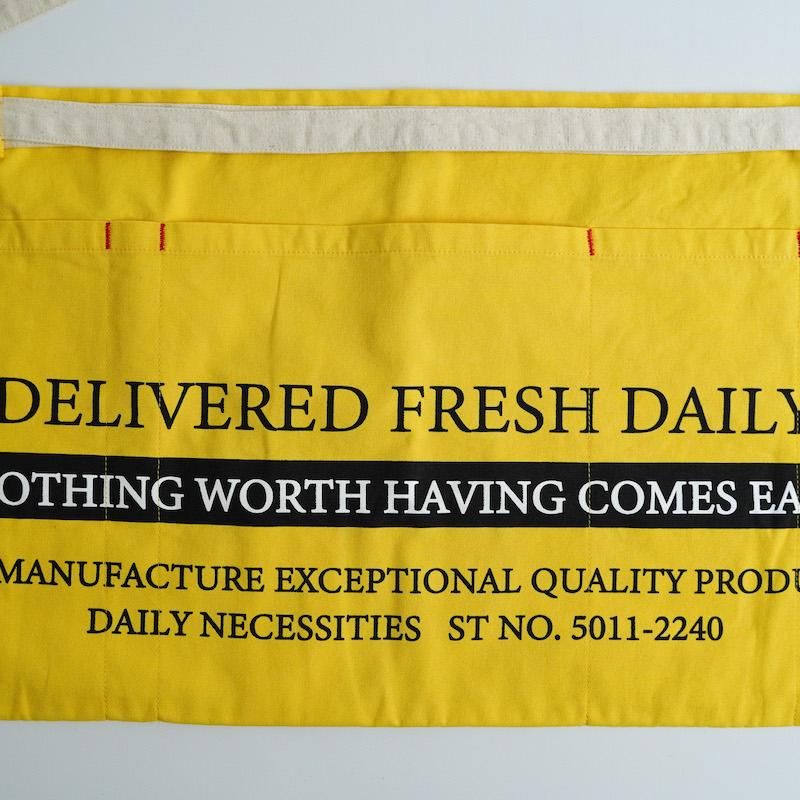 DELIVERED FRESH DAILY
OTHING WORTH HAVING COMES EA
MANUFACTURE EXCEPTIONAL QUALITY PRODU
DAILY NECESSITIES ST NO. 5011-2240